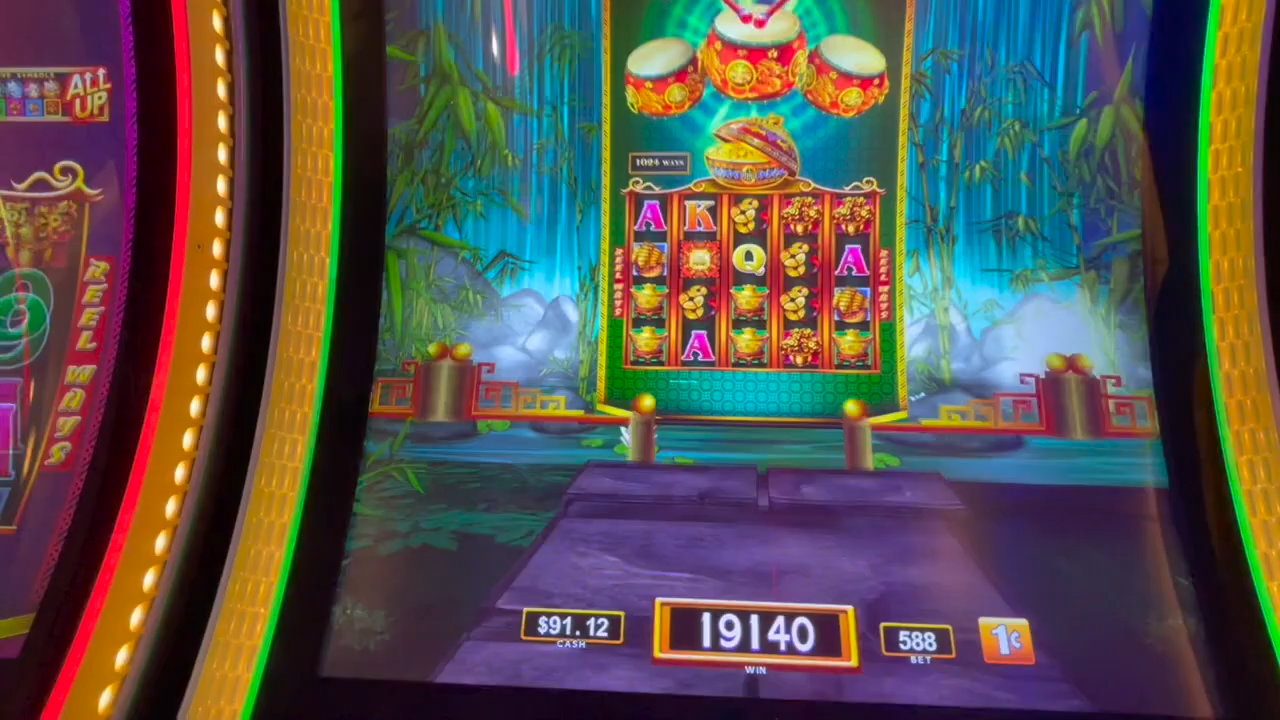 ALL
UP
REEL WAYS
1024 WAYS
A K
Q A
A
REEL WAYS
REEL WAYS
$91.12
CASH
19140
WIN
588
BET
1¢